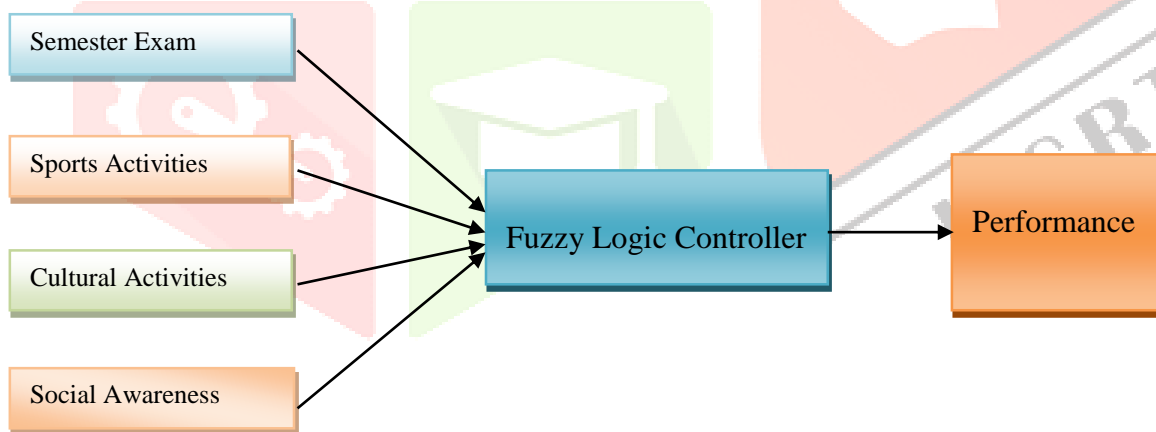 Semester Exam
Sports Activities
Cultural Activities
Social Awareness
Fuzzy Logic Controller
Performance